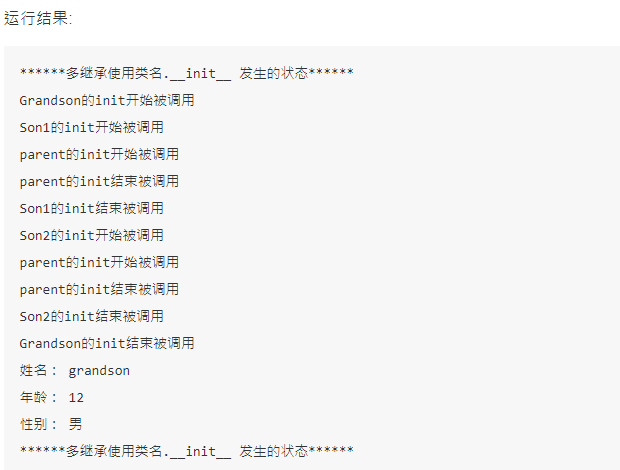 运行结果:
******多继承使用类名.__init__ 发生的状态******
Grandson的init开始被调用
Son1的init开始被调用
parent的init开始被调用
parent的init结束被调用
Son1的init结束被调用
Son2的init开始被调用
parent的init开始被调用
parent的init结束被调用
Son2的init结束被调用
Grandson的init结束被调用
姓名： grandson
年龄： 12
性别： 男
******多继承使用类名.__init__ 发生的状态******